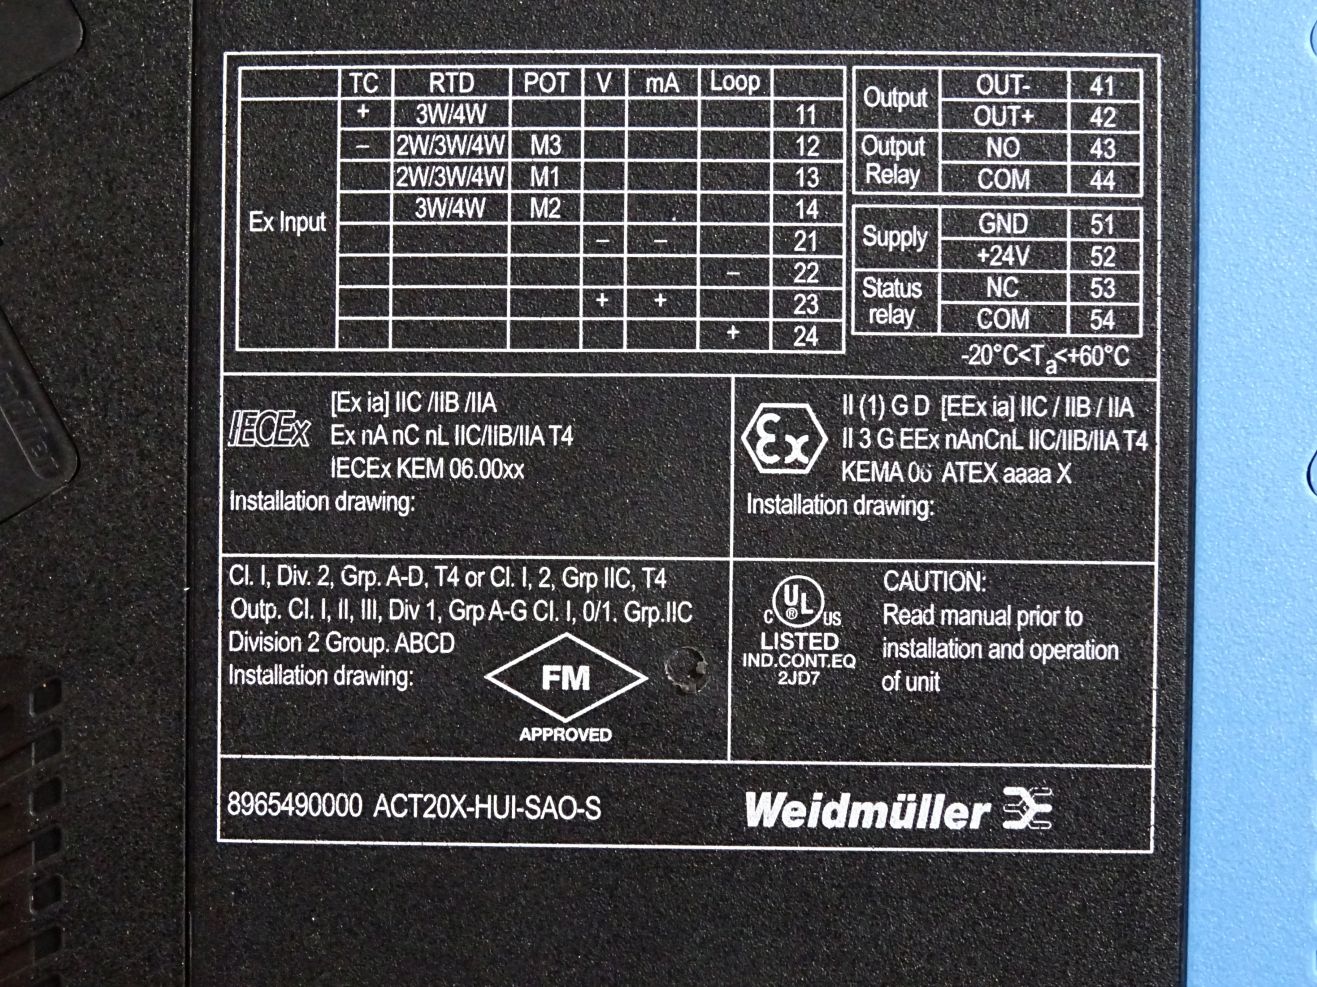 TC RTD POT V mA Loop
+ 3W/4W 11
– 2W/3W/4W M3 12
2W/3W/4W M1 13
3W/4W M2 14
Ex Input
– – 21
– 22
+ + 23
+ 24
Output OUT- 41
OUT+ 42
Output NO 43
Relay COM 44
Supply GND 51
+24V 52
Status NC 53
relay COM 54
-20°C<Ta<+60°C
IECEx
[Ex ia] IIC /IIB /IIA
Ex nA nC nL IIC/IIB/IIA T4
IECEx KEM 06.00xx
Installation drawing:
Ex
II (1) G D [EEx ia] IIC / IIB / IIA
II 3 G EEx nAnCnL IIC/IIB/IIA T4
KEMA 06 ATEX aaaa X
Installation drawing:
Cl. I, Div. 2, Grp. A-D, T4 or Cl. I, 2, Grp IIC, T4
Outp. Cl. I, II, III, Div 1, Grp A-G Cl. I, 0/1. Grp.IIC
Division 2 Group. ABCD
Installation drawing:
FM
APPROVED
C UL ® US
LISTED
IND.CONT.EQ
2JD7
CAUTION:
Read manual prior to
installation and operation
of unit
8965490000 ACT20X-HUI-SAO-S
Weidmüller